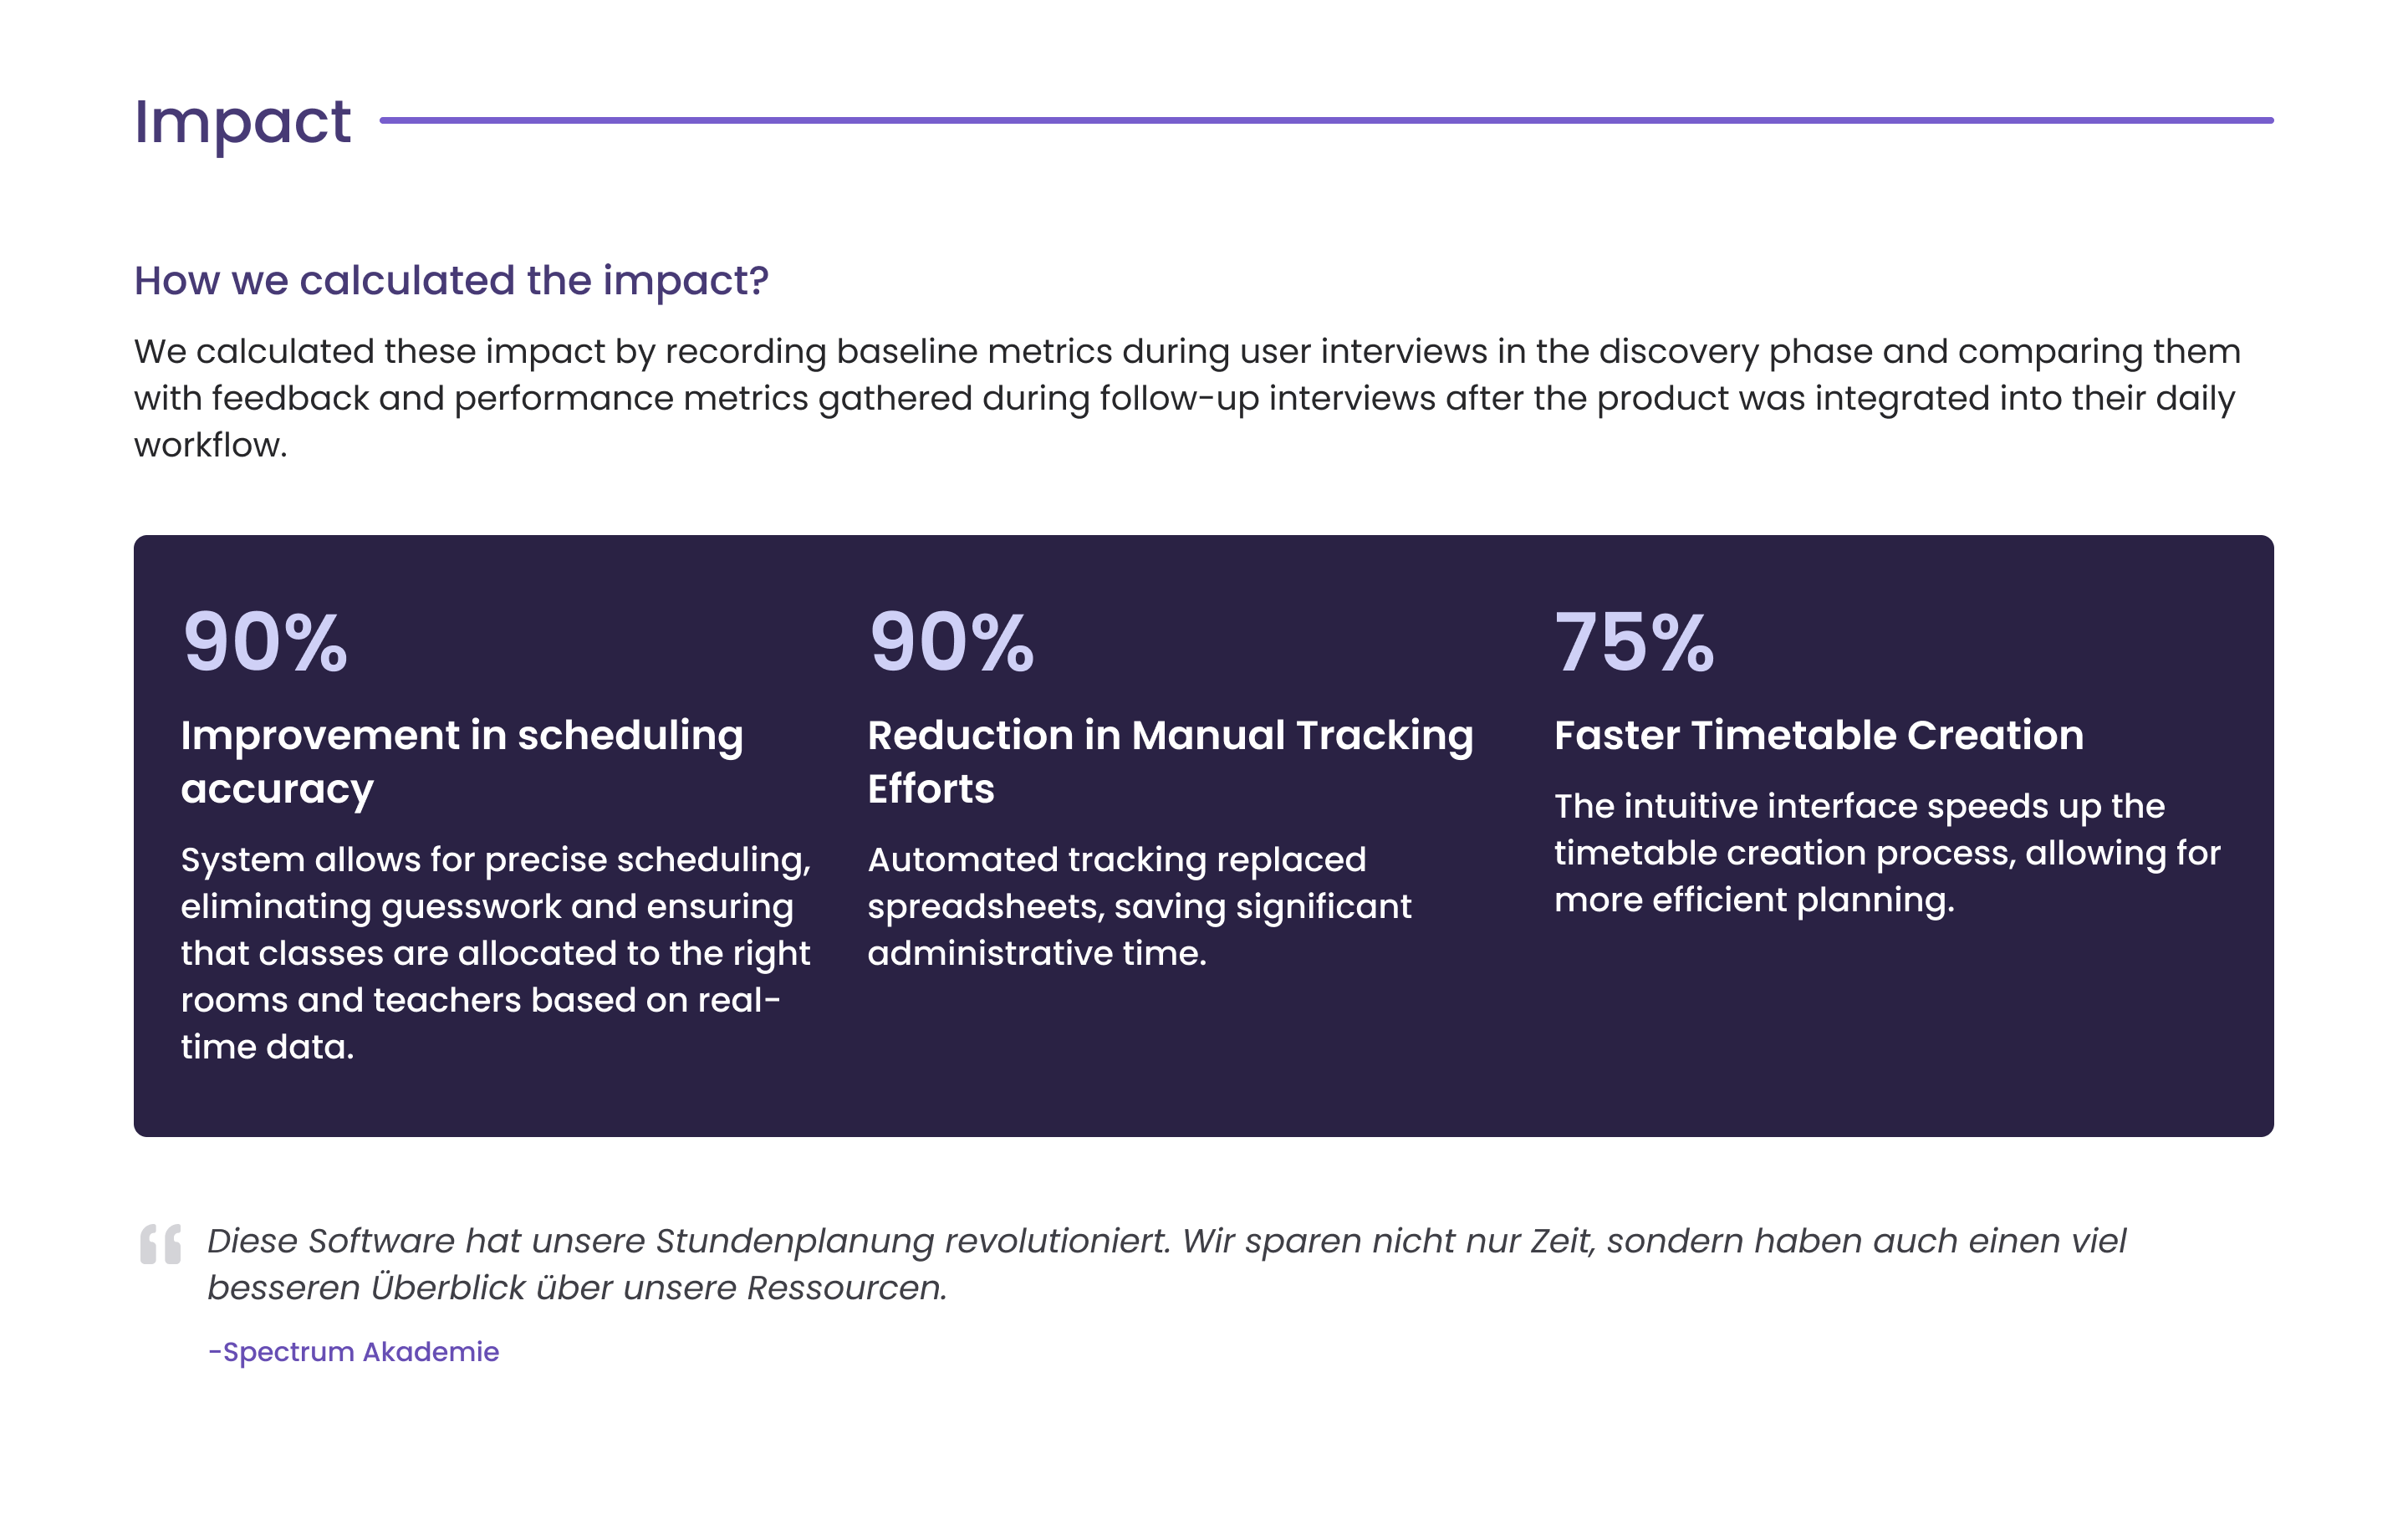 Impact
How we calculated the impact?
We calculated these impact by recording baseline metrics during user interviews in the discovery phase and comparing them
with feedback and performance metrics gathered during follow-up interviews after the product was integrated into their daily
workflow.
90%
Improvement in scheduling
accuracy
System allows for precise scheduling,
eliminating guesswork and ensuring
that classes are allocated to the right
rooms and teachers based on real-
time data.
90%
Reduction in Manual Tracking
Efforts
Automated tracking replaced
spreadsheets, saving significant
administrative time.
75%
Faster Timetable Creation
The intuitive interface speeds up the
timetable creation process, allowing for
more efficient planning.
“ Diese Software hat unsere Stundenplanung revolutioniert. Wir sparen nicht nur Zeit, sondern haben auch einen viel
besseren Überblick über unsere Ressourcen.
-Spectrum Akademie